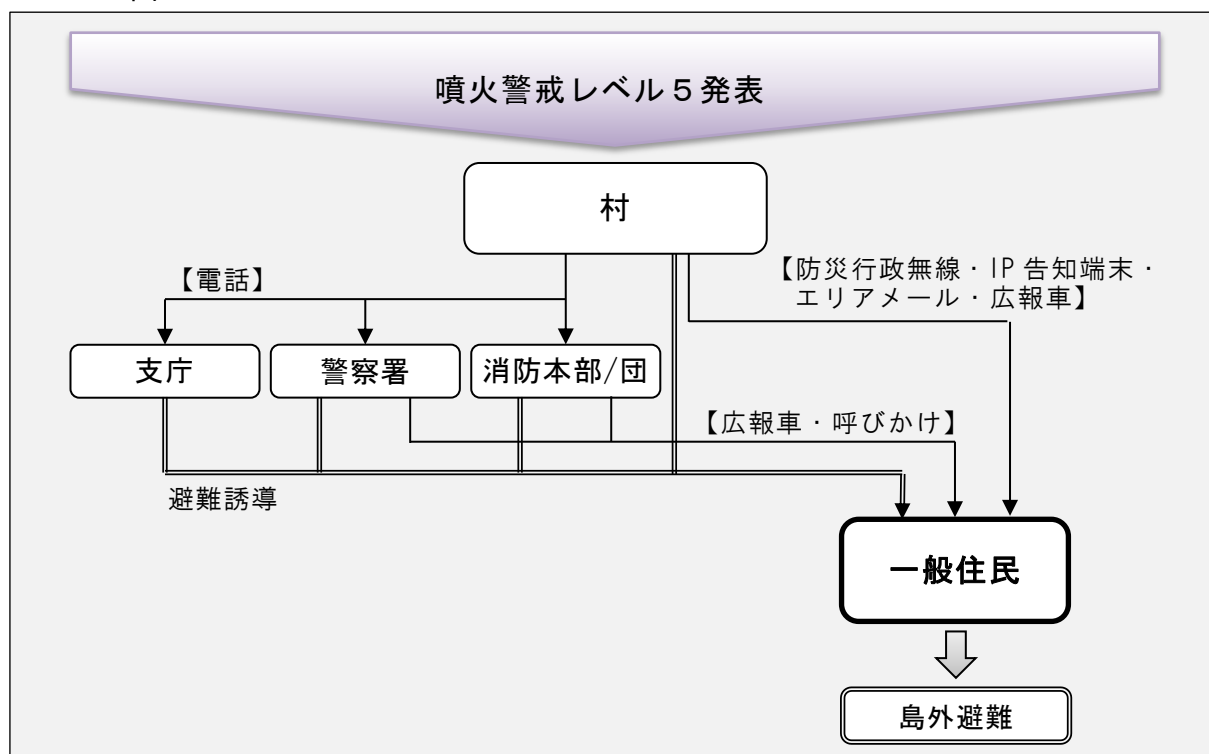 噴火警戒レベル５発表
村
【電話】
【防災行政無線・IP告知端末・
エリアメール・広報車】
支庁
警察署
消防本部/団
【広報車・呼びかけ】
避難誘導
一般住民
島外避難